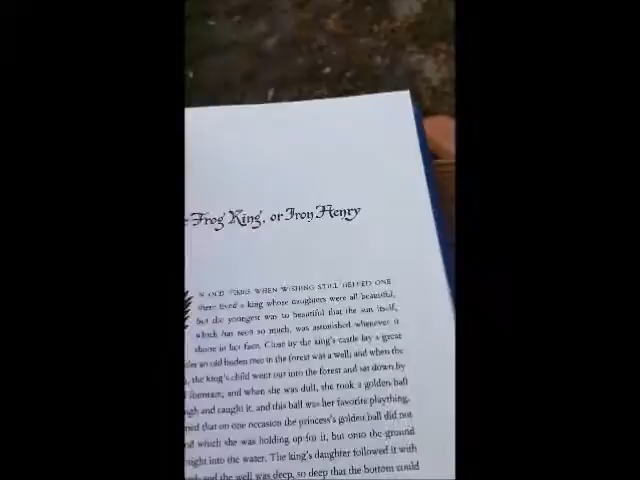 Frog King, or Iron Henry
N OLD TIMES WHEN WISHING STILL HELPED ONE
there lived a king whose daughters were all beautiful,
but the youngest was so beautiful that the sun itself,
which has seen so much, was astonished whenever it
shone in her face. Close by the king's castle lay a great
an old linden tree in the forest was a well; and when the
, the king's child went out into the forest and sat down by
fountain, and when she was dull, she took a golden ball
and caught it, and this ball was her favorite plaything.
that on one occasion the princess's golden ball did not
which she was holding up for it, but onto the ground
into the water. The king's daughter followed it with
and the well was deep, so deep that the bottom could